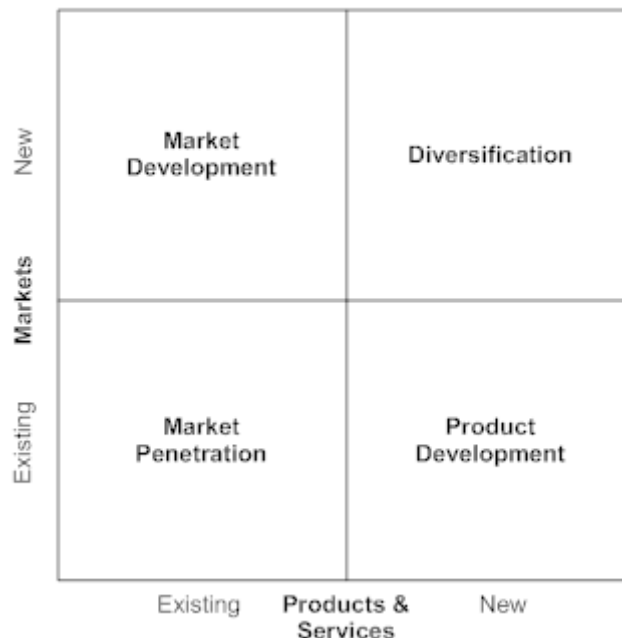 New
Market
Development
Diversification
Markets
Existing
Market
Penetration
Product
Development
Existing
Products &
Services
New